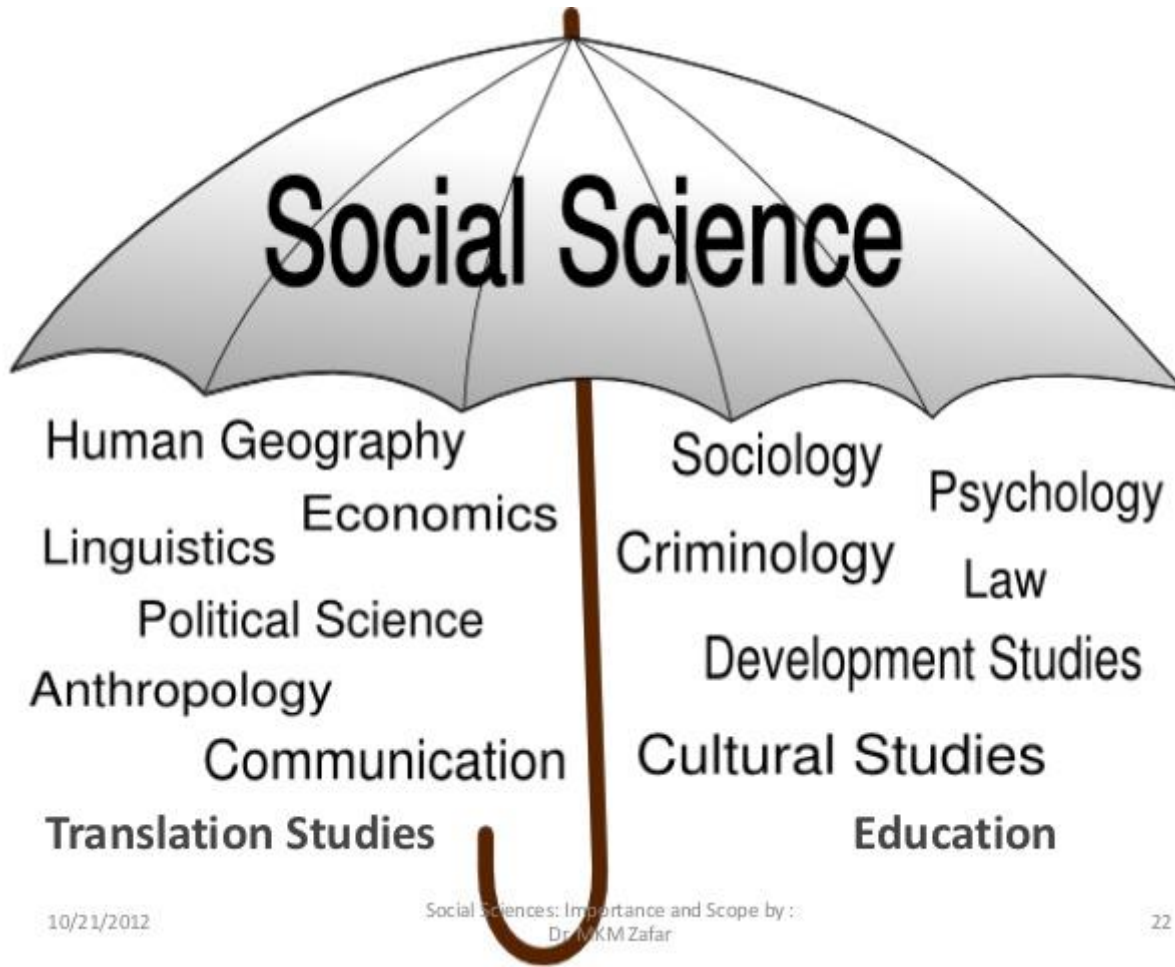 Social Science
Human Geography
Economics
Linguistics
Political Science
Anthropology
Communication
Translation Studies
Sociology
Psychology
Criminology
Law
Development Studies
Cultural Studies
Education
10/21/2012
Social Sciences: Importance and Scope by :
Dr. MKM Zafar
22